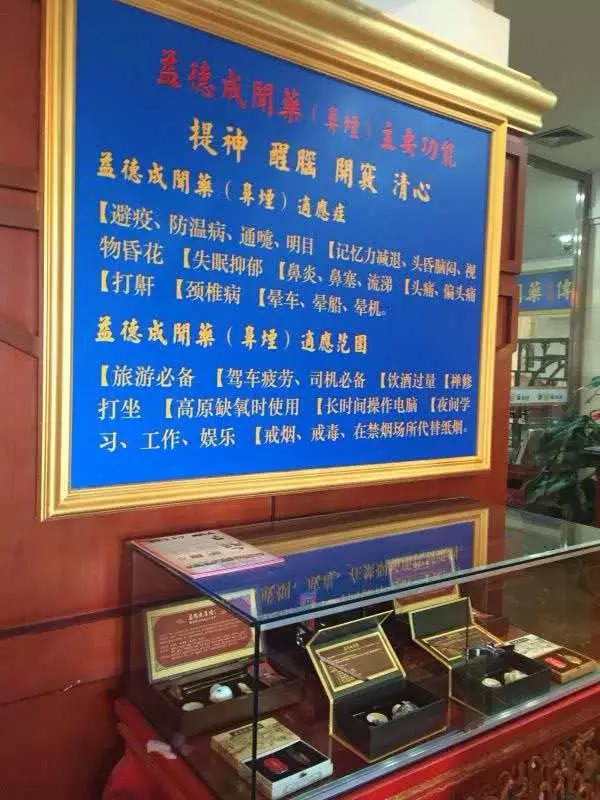 益德成聞藥（鼻煙）主要功能
提神 醒腦 開竅 清心
益德成聞藥（鼻煙）適應症
【避疫、防温病、通嚏、明目 【记忆力减退、头昏脑闷、视
物昏花 【失眠抑郁 【鼻炎、鼻塞、流涕 【头痛、偏头痛
【打鼾 【颈椎病 【晕车、晕船、晕机。
益德成聞藥（鼻煙）適應范围
【旅游必备 【驾车疲劳、司机必备 【饮酒过量 【禅修
打坐 【高原缺氧时使用 【长时间操作电脑 【夜间学
习、工作、娱乐 【戒烟、戒毒、在禁烟场所代替纸烟。